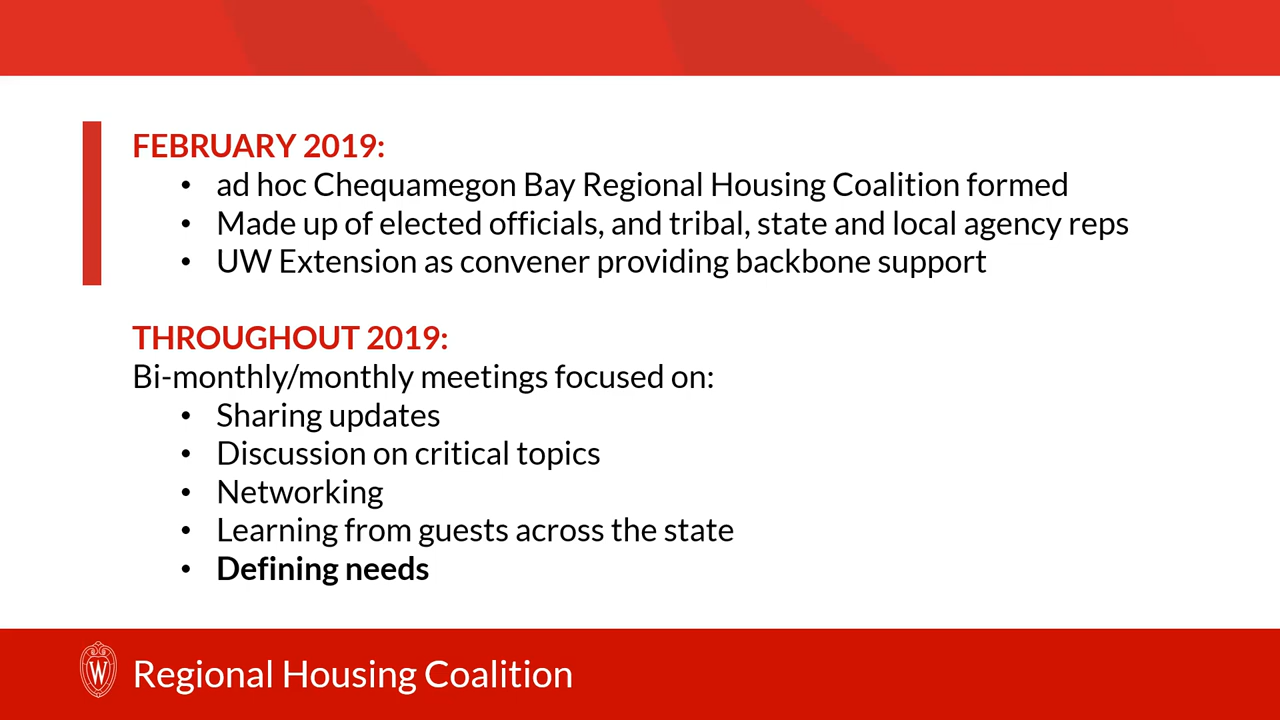 FEBRUARY 2019:
• ad hoc Chequamegon Bay Regional Housing Coalition formed
• Made up of elected officials, and tribal, state and local agency reps
• UW Extension as convener providing backbone support
THROUGHOUT 2019:
Bi-monthly/monthly meetings focused on:
• Sharing updates
• Discussion on critical topics
• Networking
• Learning from guests across the state
• Defining needs
W
Regional Housing Coalition